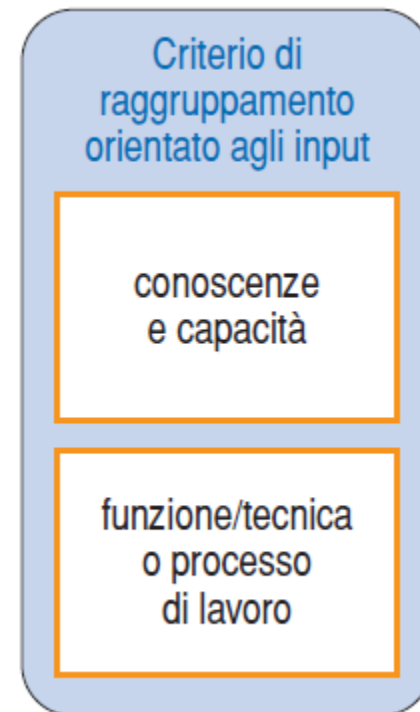 Criterio di
raggruppamento
orientato agli input
conoscenze
e capacità
funzione/tecnica
o processo
di lavoro